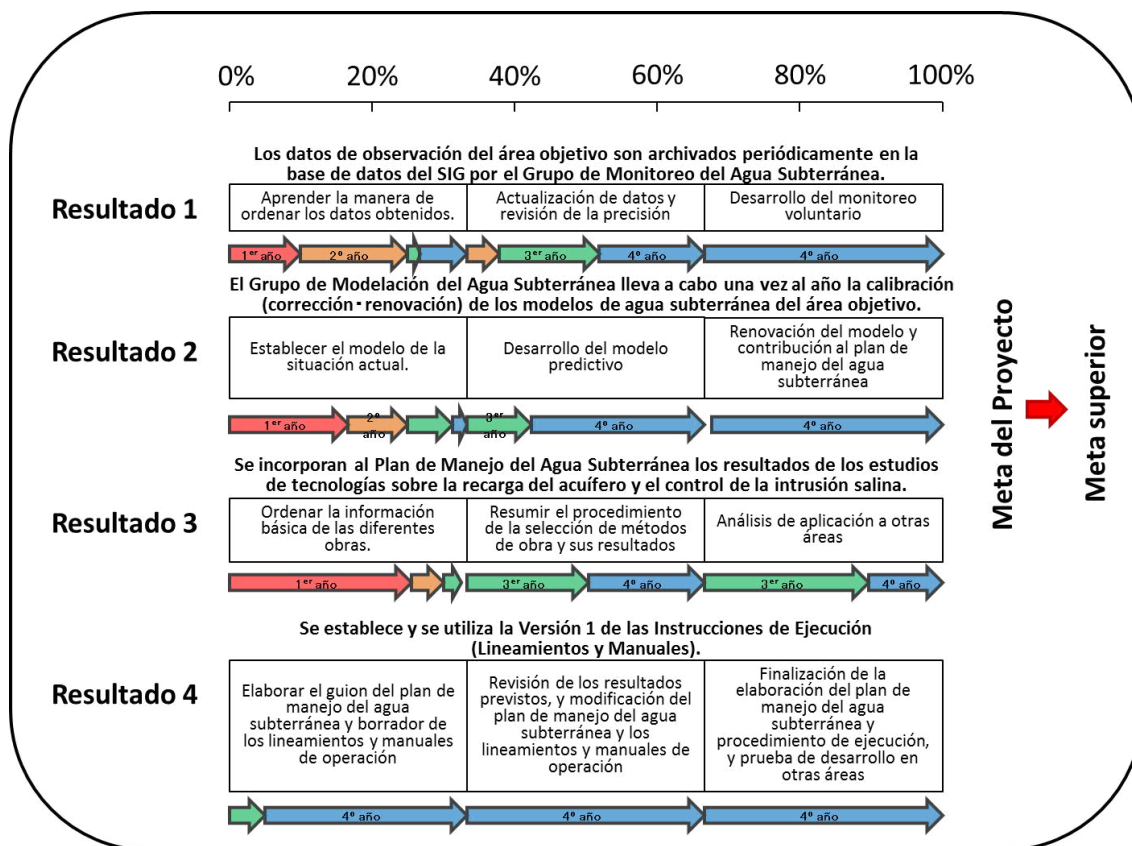 0% 20% 40% 60% 80% 100%
Los datos de observación del área objetivo son archivados periódicamente en la
base de datos del SIG por el Grupo de Monitoreo del Agua Subterránea.
Resultado 1
Aprender la manera de
ordenar los datos obtenidos.
Actualización de datos y
revisión de la precisión
Desarrollo del monitoreo
voluntario
1er año 2º año 3er año 4º año 4º año
El Grupo de Modelación del Agua Subterránea lleva a cabo una vez al año la calibración
(corrección・renovación) de los modelos de agua subterránea del área objetivo.
Resultado 2
Establecer el modelo de la
situación actual.
Desarrollo del modelo
predictivo
Renovación del modelo y
contribución al plan de
manejo del agua
subterránea
1er año 2º año 3er año 4º año 4º año
Se incorporan al Plan de Manejo del Agua Subterránea los resultados de los estudios
de tecnologías sobre la recarga del acuífero y el control de la intrusión salina.
Resultado 3
Ordenar la información
básica de las diferentes
obras.
Resumir el procedimiento
de la selección de métodos
de obra y sus resultados
Análisis de aplicación a otras
áreas
1er año 3er año 4º año 3er año 4º año
Se establece y se utiliza la Versión 1 de las Instrucciones de Ejecución
(Lineamientos y Manuales).
Resultado 4
Elaborar el guion del plan de
manejo del agua
subterránea y borrador de
los lineamientos y manuales
de operación
Revisión de los resultados
previstos, y modificación del
plan de manejo del agua
subterránea y los
lineamientos y manuales de
operación
Finalización de la
elaboración del plan de
manejo del agua
subterránea y
procedimiento de ejecución,
y prueba de desarrollo en
otras áreas
4º año 4º año 4º año
Meta del Proyecto
Meta superior